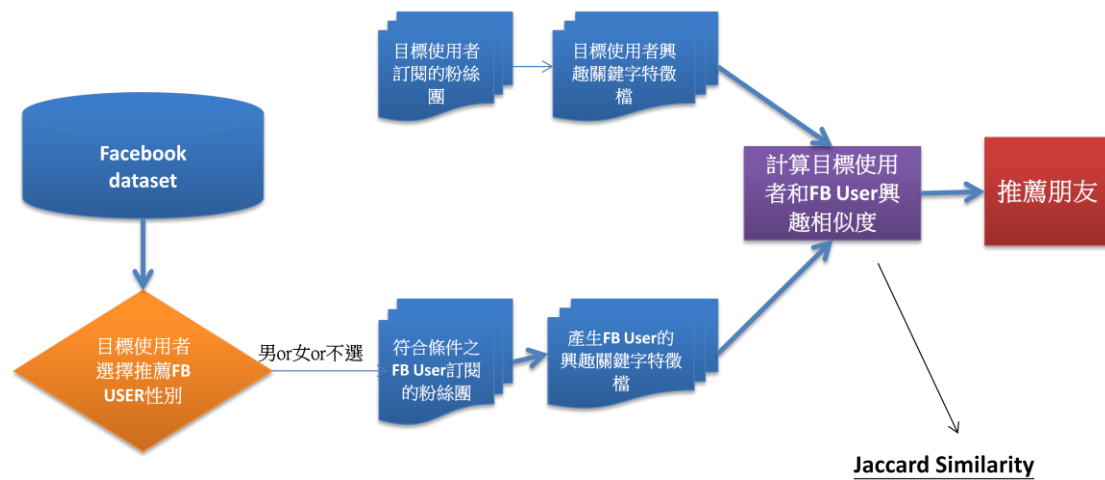 目標使用者
訂閱的粉絲
團
目標使用者興
趣關鍵字特徵
檔
Facebook
dataset
計算目標使用
者和FB User興
趣相似度
推薦朋友
目標使用者
選擇推薦FB
USER性別
男or女or不選
符合條件之
FB User訂閱
的粉絲團
產生FB User的
興趣關鍵字特徵
檔
Jaccard Similarity